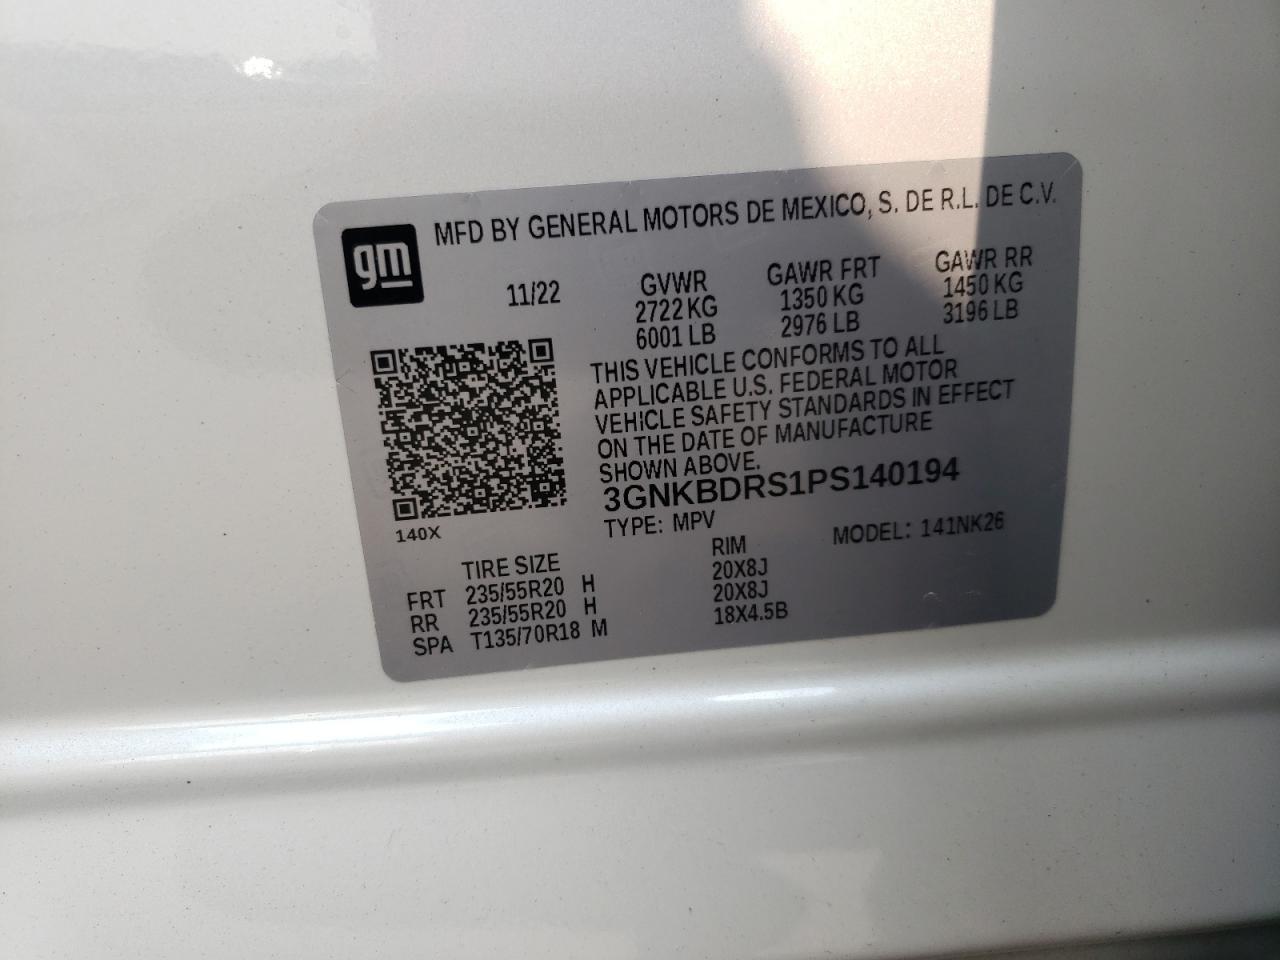 gm
MFD BY GENERAL MOTORS DE MEXICO, S. DE R.L. DE C.V.
11/22 GVWR GAWR FRT GAWR RR
2722 KG 1350 KG 1450 KG
6001 LB 2976 LB 3196 LB
THIS VEHICLE CONFORMS TO ALL
APPLICABLE U.S. FEDERAL MOTOR
VEHICLE SAFETY STANDARDS IN EFFECT
ON THE DATE OF MANUFACTURE
SHOWN ABOVE.
3GNKBDRS1PS140194
140X
TYPE: MPV MODEL: 141NK26
TIRE SIZE RIM
FRT 235/55R20 H 20X8J
RR 235/55R20 H 20X8J
SPA T135/70R18 M 18X4.5B